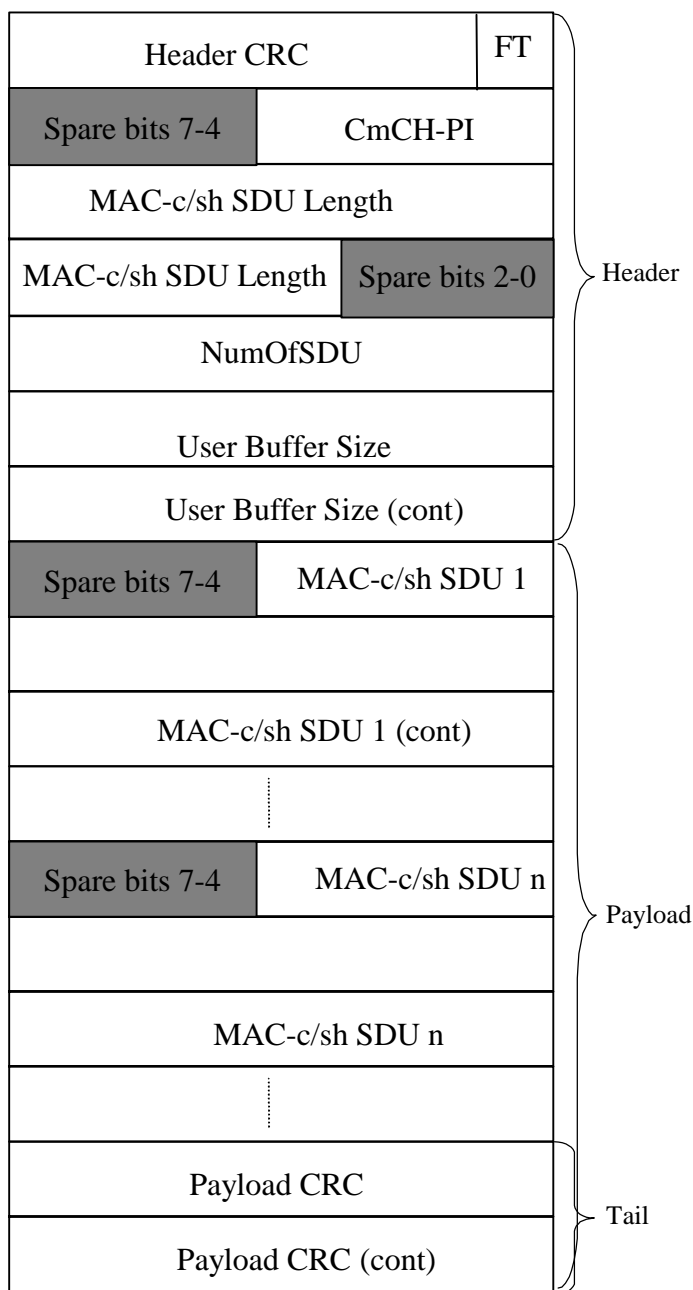 Header CRC FT
Spare bits 7-4 CmCH-PI
MAC-c/sh SDU Length
MAC-c/sh SDU Length Spare bits 2-0
Header
NumOfSDU
User Buffer Size
User Buffer Size (cont)
Spare bits 7-4 MAC-c/sh SDU 1
MAC-c/sh SDU 1 (cont)
Spare bits 7-4 MAC-c/sh SDU n
Payload
MAC-c/sh SDU n
Payload CRC
Tail
Payload CRC (cont)